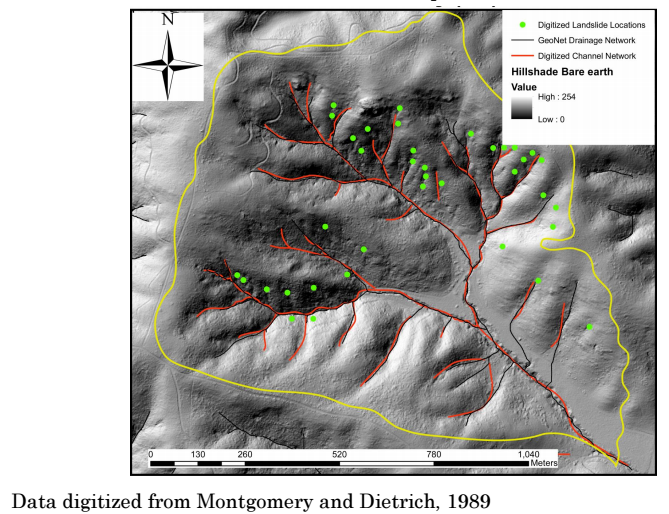 N
Digitized Landslide Locations
GeoNet Drainage Network
Digitized Channel Network
Hillshade Bare earth
Value
High : 254
Low : 0
0 130 260 520 780 1,040
Meters
Data digitized from Montgomery and Dietrich, 1989